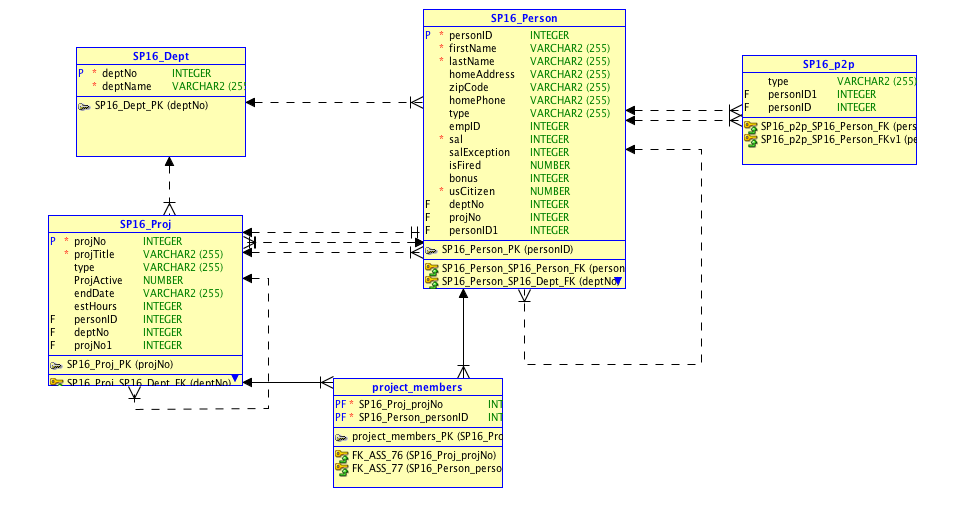 SP16_Dept
P * deptNo INTEGER
* deptName VARCHAR2 (25
SP16_Dept_PK (deptNo)
SP16_Person
P * personID INTEGER
* firstName VARCHAR2 (255)
* lastName VARCHAR2 (255)
homeAddress VARCHAR2 (255)
zipCode VARCHAR2 (255)
homePhone VARCHAR2 (255)
type VARCHAR2 (255)
empID INTEGER
* sal INTEGER
salException INTEGER
isFired NUMBER
bonus INTEGER
* usCitizen NUMBER
F deptNo INTEGER
F projNo INTEGER
F personID1 INTEGER
SP16_Person_PK (personID)
SP16_Person_SP16_Person_FK (person
SP16_Person_SP16_Dept_FK (deptNo
SP16_p2p
type VARCHAR2 (255)
F personID1 INTEGER
F personID INTEGER
SP16_p2p_SP16_Person_FK (pers
SP16_p2p_SP16_Person_FKv1 (pe
SP16_Proj
P * projNo INTEGER
* projTitle VARCHAR2 (255)
type VARCHAR2 (255)
ProjActive NUMBER
endDate VARCHAR2 (255)
estHours INTEGER
F personID INTEGER
F deptNo INTEGER
F projNo1 INTEGER
SP16_Proj_PK (projNo)
SP16_Proj_SP16_Dept_FK (deptNo)
project_members
PF * SP16_Proj_projNo INT
PF * SP16_Person_personID INT
project_members_PK (SP16_Pro
FK_ASS_76 (SP16_Proj_projNo)
FK_ASS_77 (SP16_Person_perso